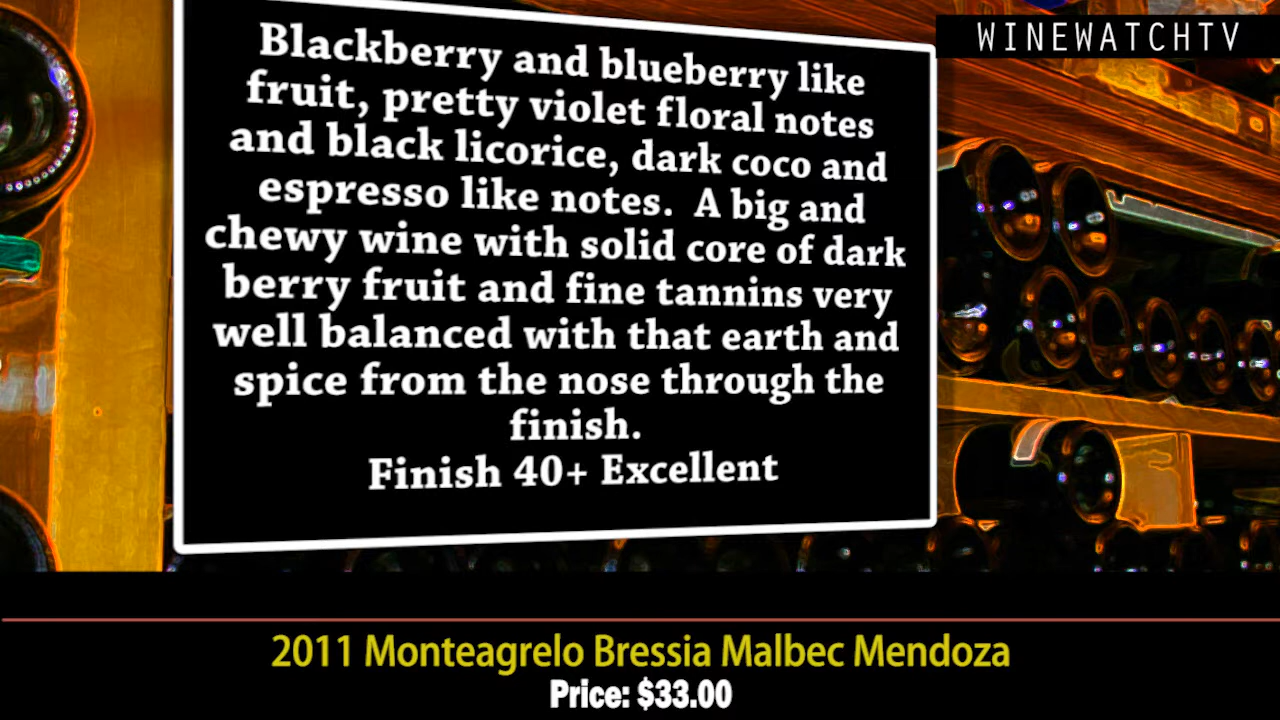 WINEWATCHTV
Blackberry and blueberry like
fruit, pretty violet floral notes
and black licorice, dark coco and
espresso like notes.  A big and
chewy wine with solid core of dark
berry fruit and fine tannins very
well balanced with that earth and
spice from the nose through the
finish.
Finish 40+ Excellent
2011 Monteagrelo Bressia Malbec Mendoza
Price: $33.00